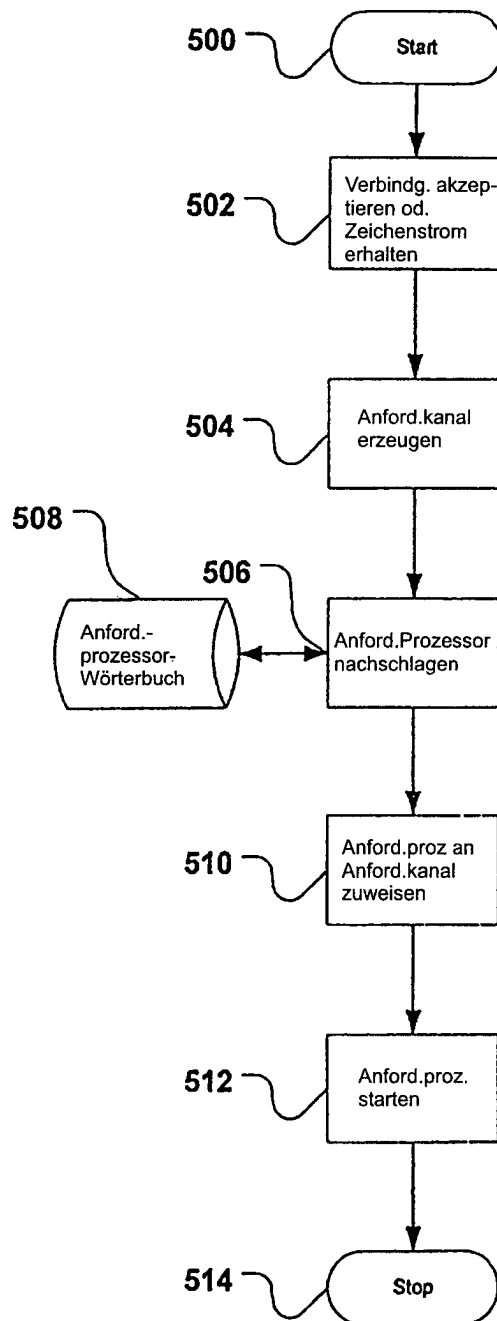 500
Start
502
Verbindg. akzep-
tieren od.
Zeichenstrom
erhalten
504
Anford.kanal
erzeugen
508
506
Anford.-
prozessor-
Wörterbuch
Anford.Prozessor
nachschlagen
510
Anford.proz an
Anford.kanal
zuweisen
512
Anford.proz.
starten
514
Stop